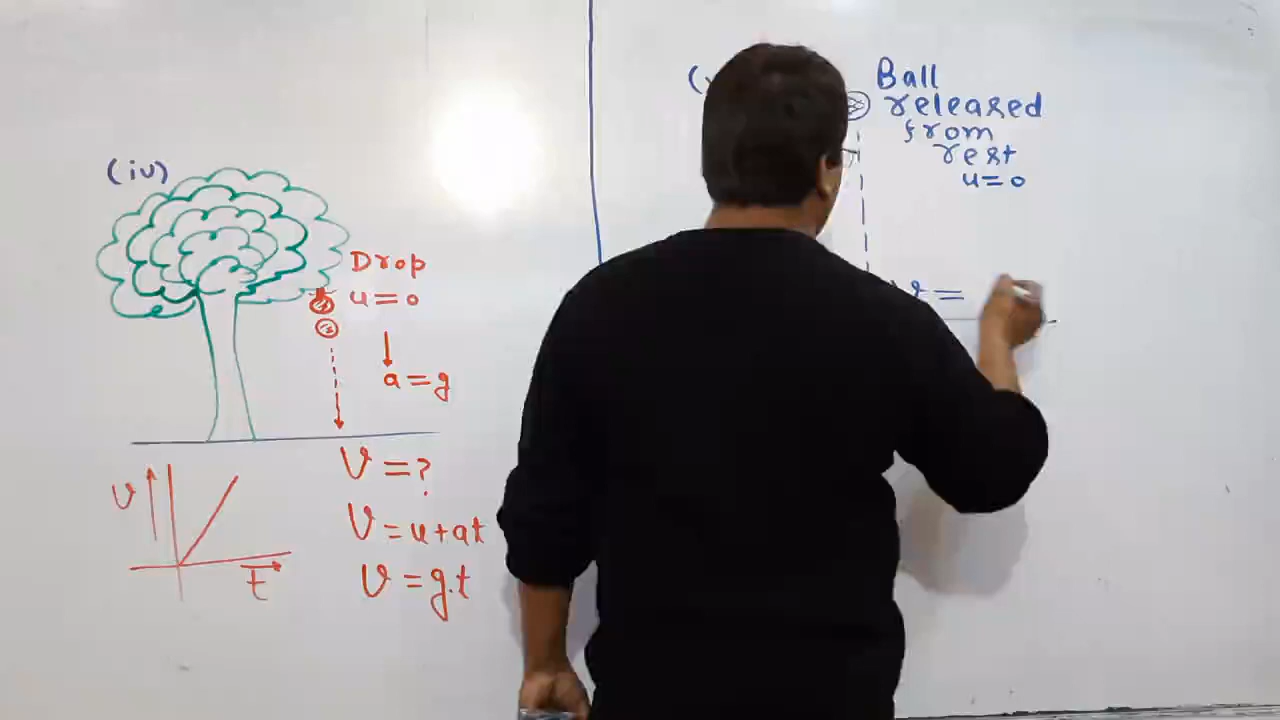 (iv)
Drop
u = 0
a = g
V = ?
V = u + at
V = g.t
v
t
Ball
released
from
rest
u = 0
v =